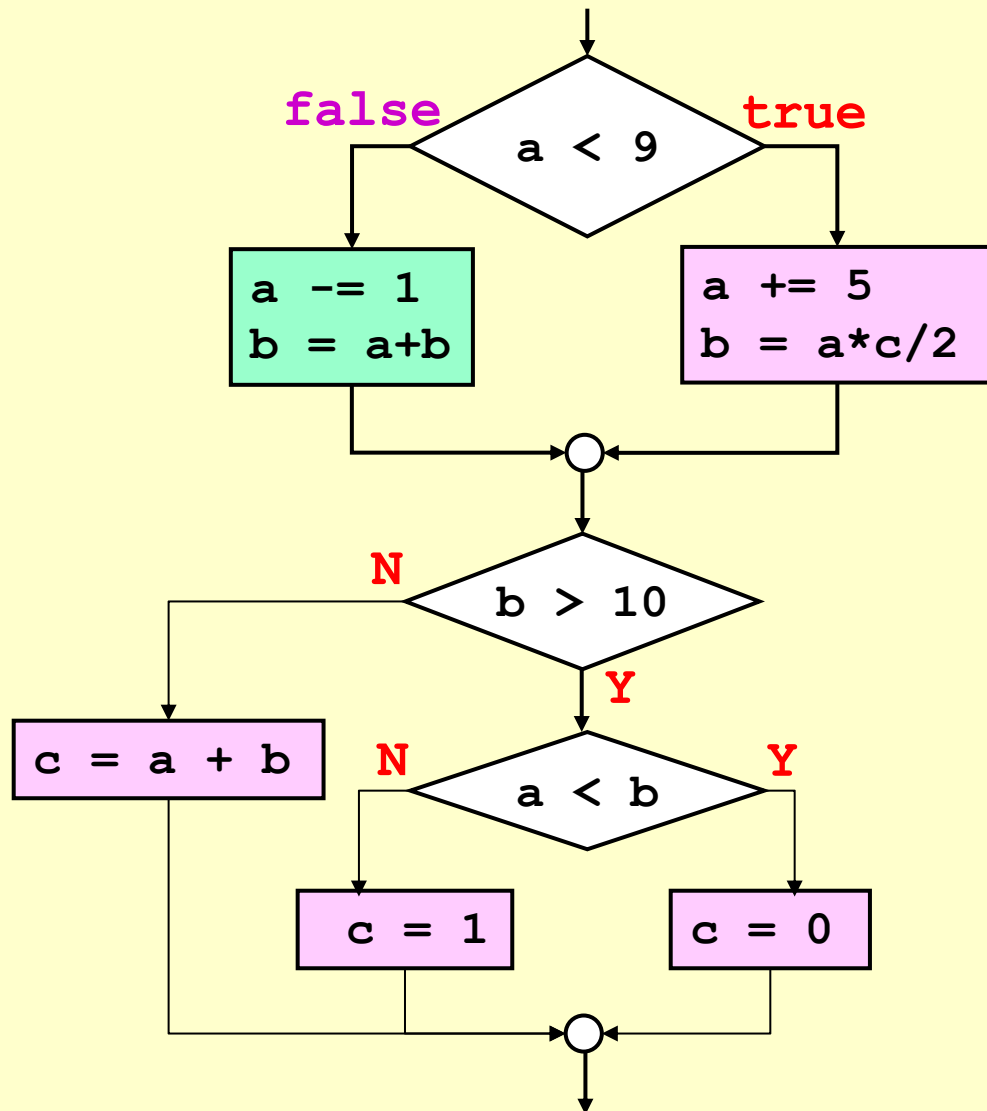 false
true
a < 9
a -= 1
b = a+b
a += 5
b = a*c/2
N
b > 10
Y
c = a + b
N
Y
a < b
c = 1
c = 0